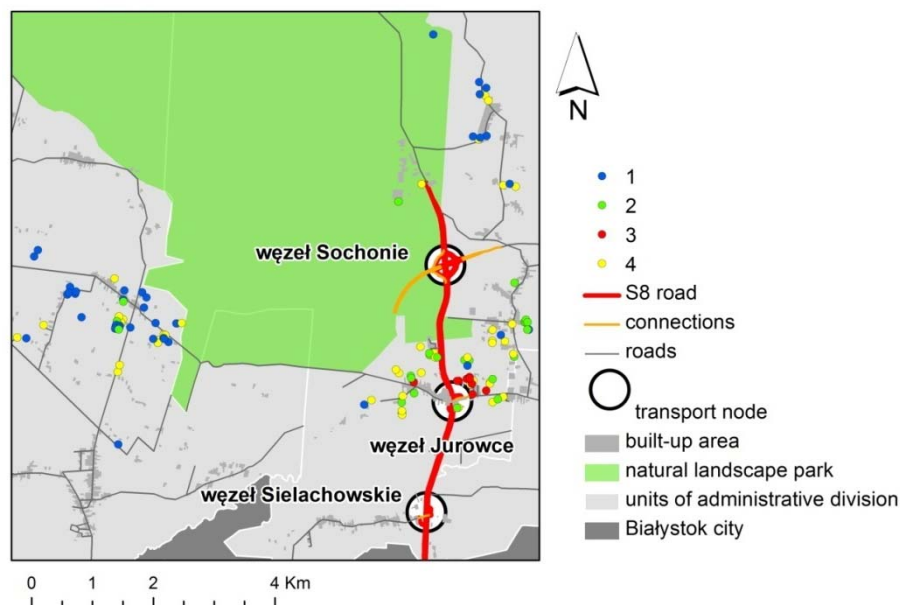 N
węzeł Sochonie
węzeł Jurowce
węzeł Sielachowskie
1
2
3
4
S8 road
connections
roads
transport node
built-up area
natural landscape park
units of administrative division
Białystok city
0 1 2 4 Km